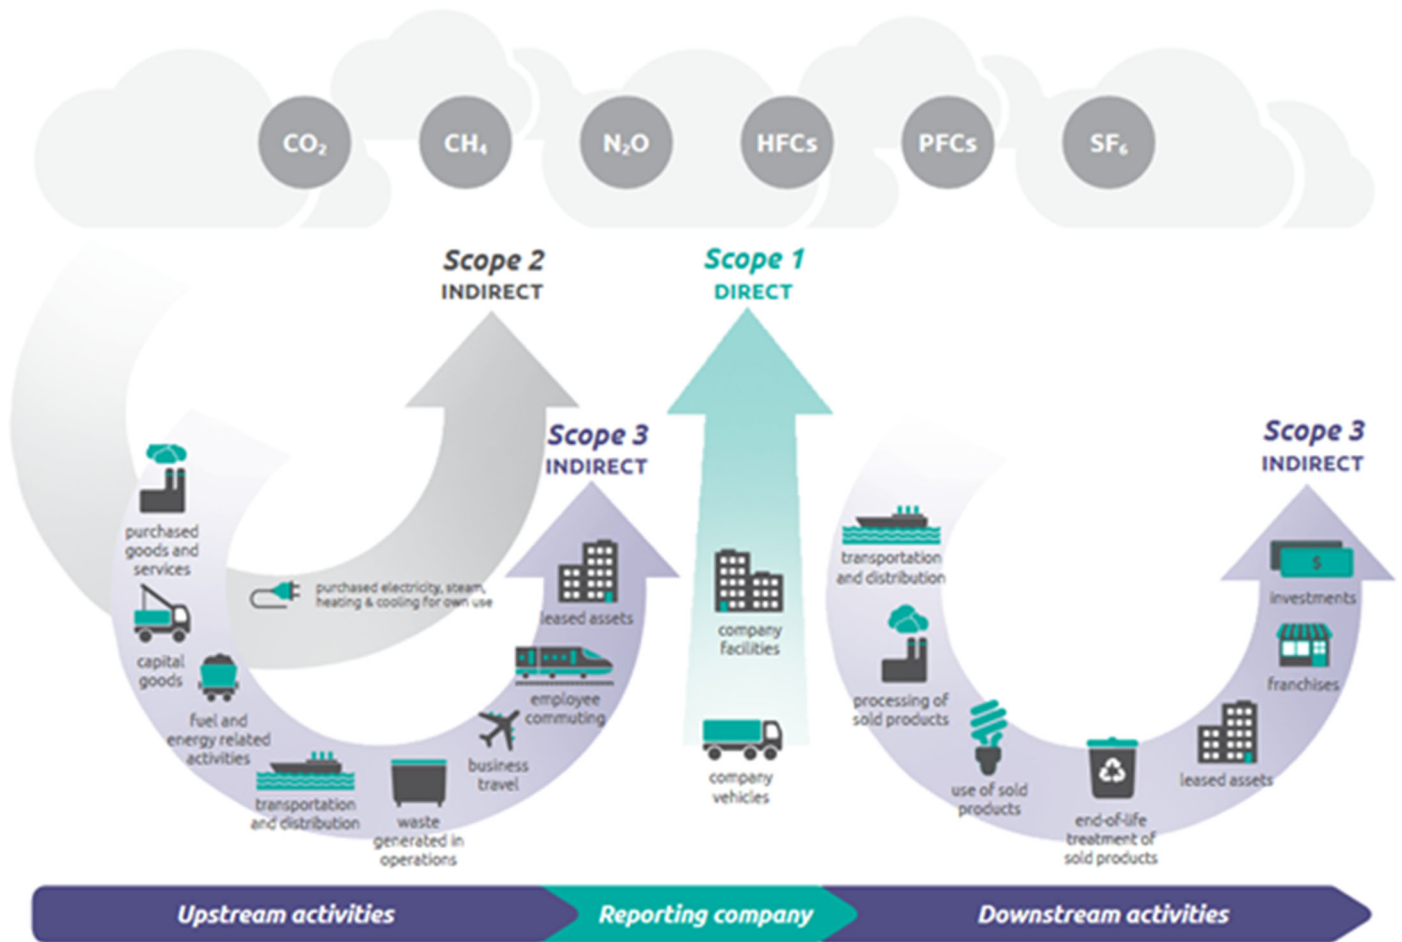 CO₂
CH₄
N₂O
HFCs
PFCs
SF₆
Scope 2
INDIRECT
Scope 1
DIRECT
Scope 3
INDIRECT
Scope 3
INDIRECT
purchased
goods and
services
capital
goods
fuel and
energy related
activities
transportation
and distribution
waste
generated in
operations
business
travel
employee
commuting
leased assets
purchased electricity, steam,
heating & cooling for own use
company
facilities
company
vehicles
transportation
and distribution
processing of
sold products
use of sold
products
end-of-life
treatment of
sold products
leased assets
franchises
$
investments
Upstream activities
Reporting company
Downstream activities